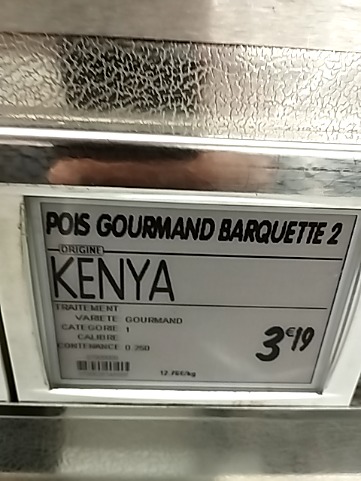 POIS GOURMAND BARQUETTE 2
ORIGINE
KENYA
TRAITEMENT
VARIETE GOURMAND
CATEGORIE 1
CALIBRE
CONTENANCE 0.250
3€19
12.76€/kg